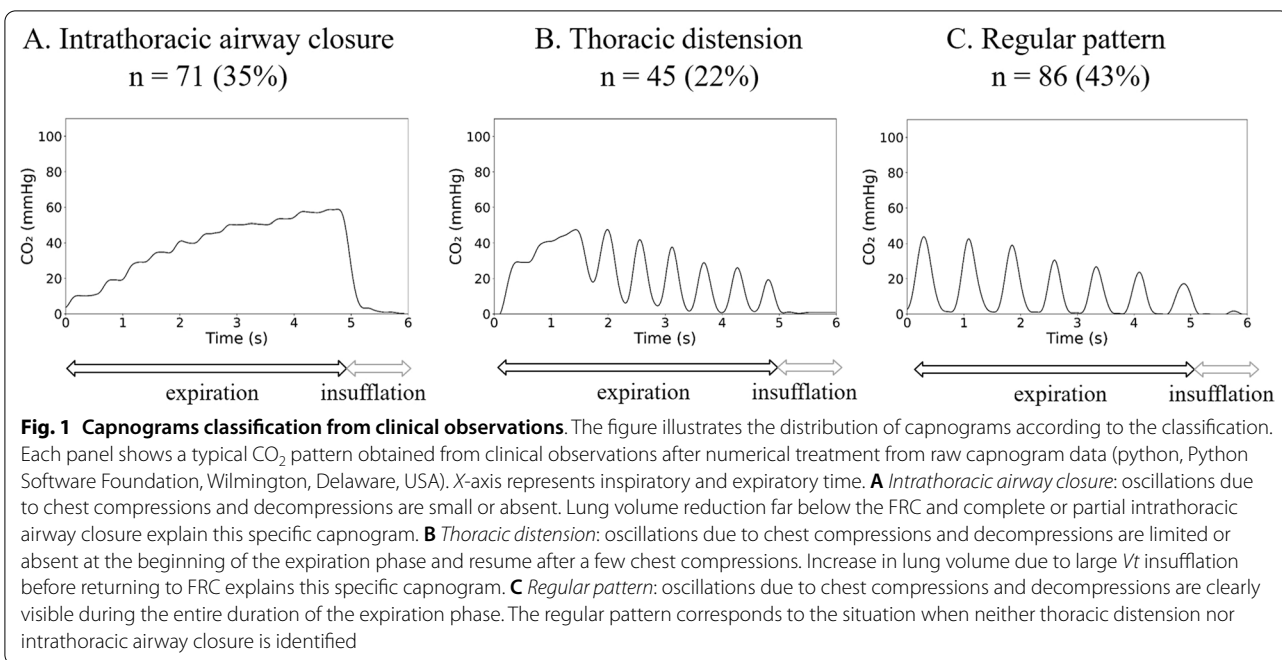 A. Intrathoracic airway closure
n = 71 (35%)
B. Thoracic distension
n = 45 (22%)
C. Regular pattern
n = 86 (43%)
100
80
60
40
20
0
CO₂ (mmHg)
0 1 2 3 4 5 6
Time (s)
expiration
insufflation
100
80
60
40
20
0
CO₂ (mmHg)
0 1 2 3 4 5 6
Time (s)
expiration
insufflation
100
80
60
40
20
0
CO₂ (mmHg)
0 1 2 3 4 5 6
Time (s)
expiration
insufflation
Fig. 1 Capnograms classification from clinical observations. The figure illustrates the distribution of capnograms according to the classification.
Each panel shows a typical CO₂ pattern obtained from clinical observations after numerical treatment from raw capnogram data (python, Python
Software Foundation, Wilmington, Delaware, USA). X-axis represents inspiratory and expiratory time. A Intrathoracic airway closure: oscillations due
to chest compressions and decompressions are small or absent. Lung volume reduction far below the FRC and complete or partial intrathoracic
airway closure explain this specific capnogram. B Thoracic distension: oscillations due to chest compressions and decompressions are limited or
absent at the beginning of the expiration phase and resume after a few chest compressions. Increase in lung volume due to large Vt insufflation
before returning to FRC explains this specific capnogram. C Regular pattern: oscillations due to chest compressions and decompressions are clearly
visible during the entire duration of the expiration phase. The regular pattern corresponds to the situation when neither thoracic distension nor
intrathoracic airway closure is identified